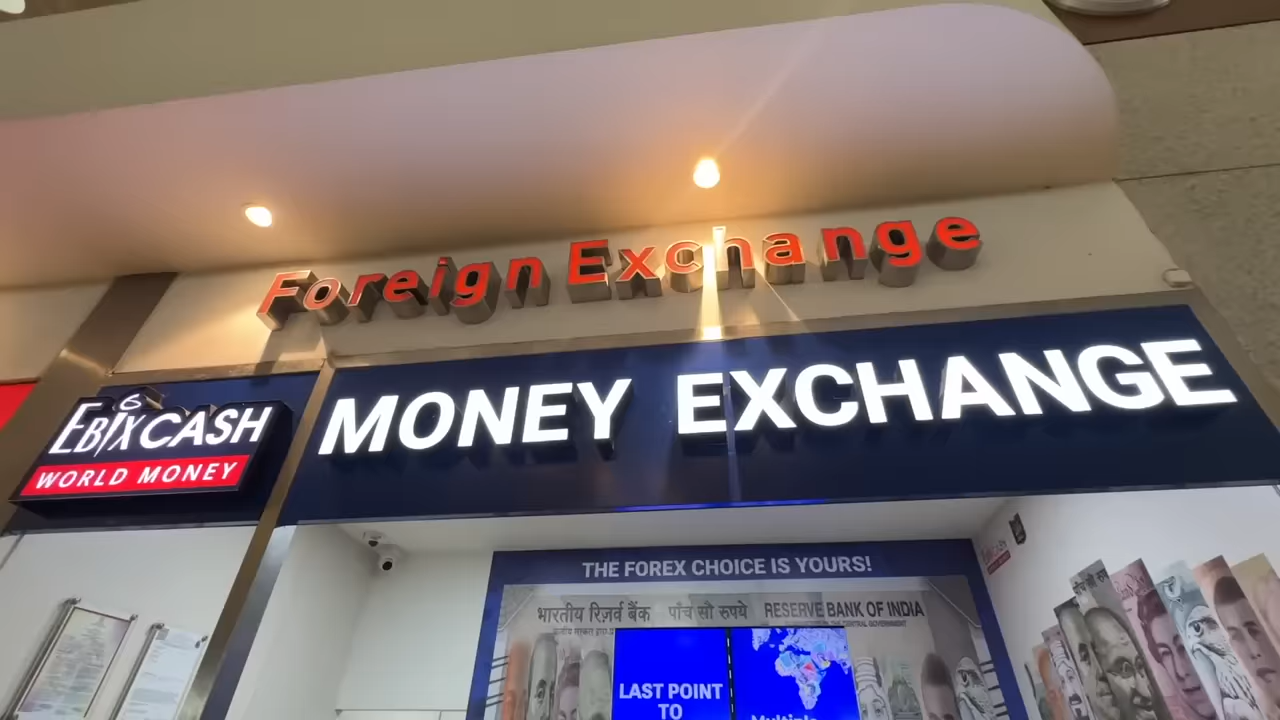 Foreign Exchange
MONEY EXCHANGE
EBIXCASH
WORLD MONEY
THE FOREX CHOICE IS YOURS!
भारतीय रिज़र्व बैंक पाँच सौ रुपये RESERVE BANK OF INDIA
LAST POINT
TO
Multiple